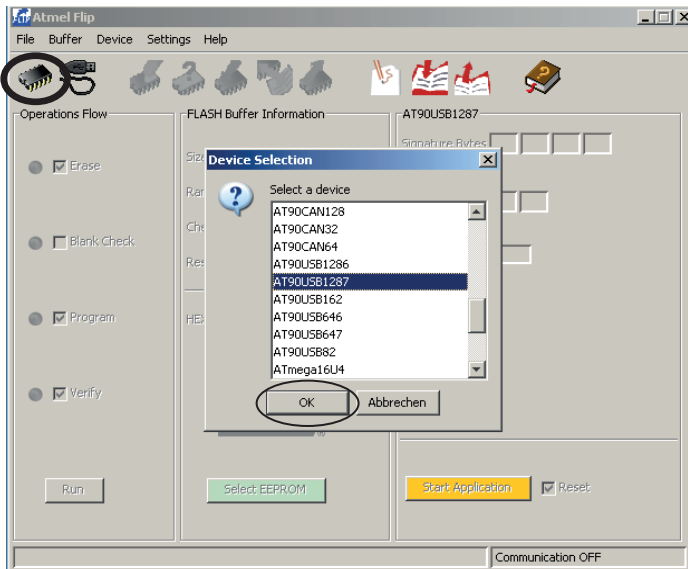 Atmel Flip
File Buffer Device Settings Help
Operations Flow
FLASH Buffer Information
AT90USB1287
Signature Bytes
Erase
Blank Check
Program
Verify
Run
Device Selection
Select a device
AT90CAN128
AT90CAN32
AT90CAN64
AT90USB1286
AT90USB1287
AT90USB162
AT90USB646
AT90USB647
AT90USB82
ATmega16U4
OK Abbrechen
Select EEPROM
Start Application Reset
Communication OFF